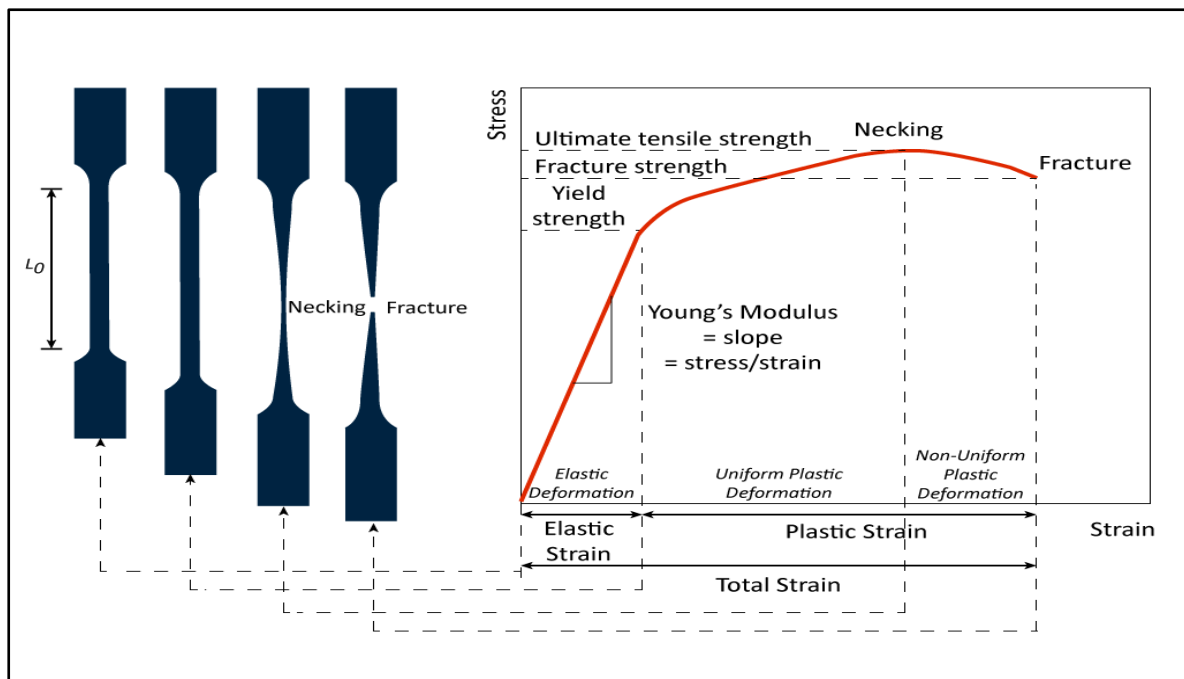 L0
Necking
Fracture
Stress
Ultimate tensile strength
Necking
Fracture strength
Fracture
Yield
strength
Young's Modulus
= slope
= stress/strain
Elastic
Deformation
Uniform Plastic
Deformation
Non-Uniform
Plastic
Deformation
Elastic
Strain
Plastic Strain
Strain
Total Strain